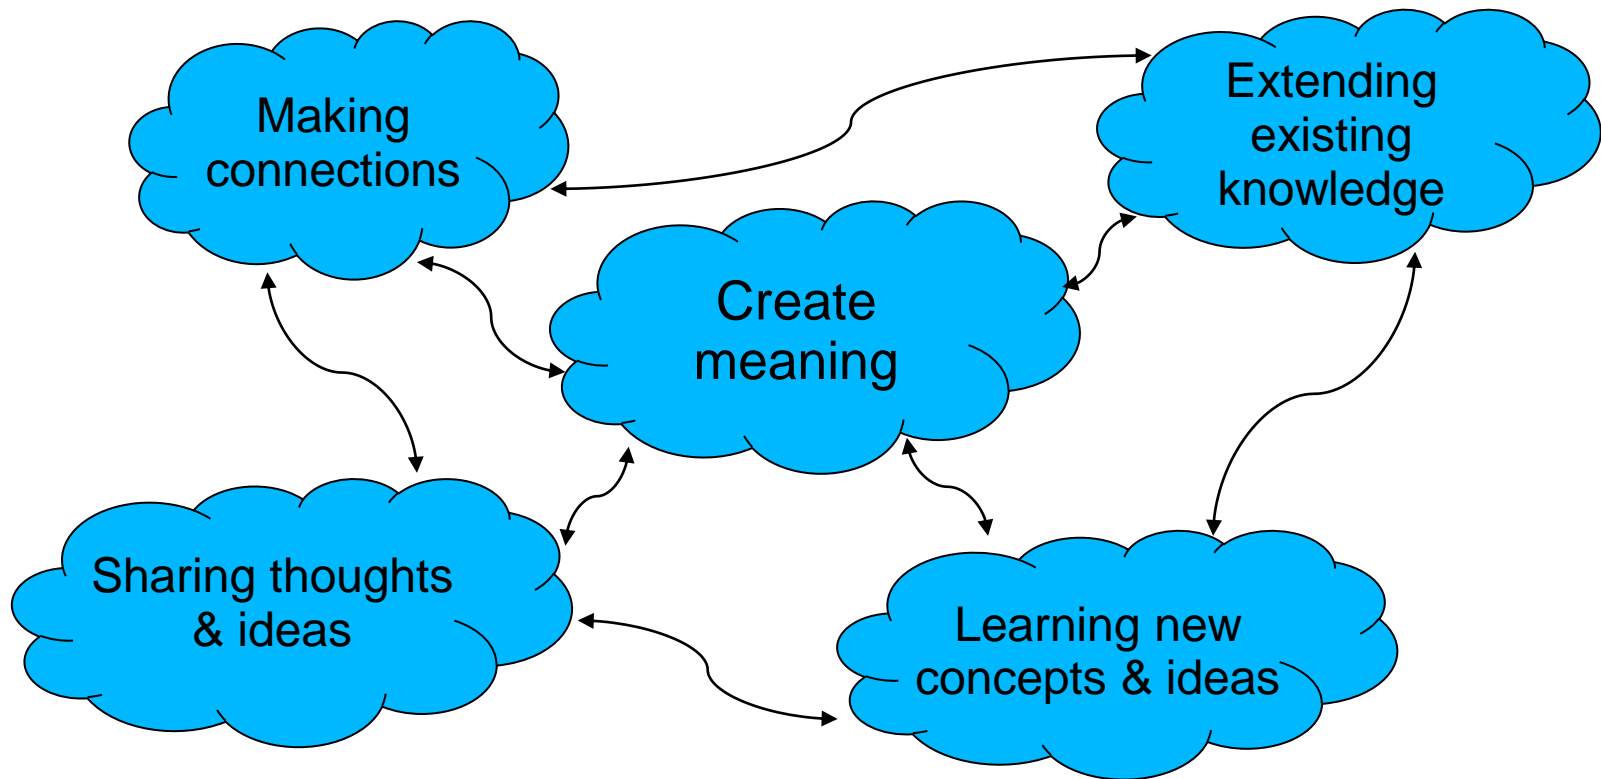 Making
connections
Extending
existing
knowledge
Create
meaning
Sharing thoughts
& ideas
Learning new
concepts & ideas